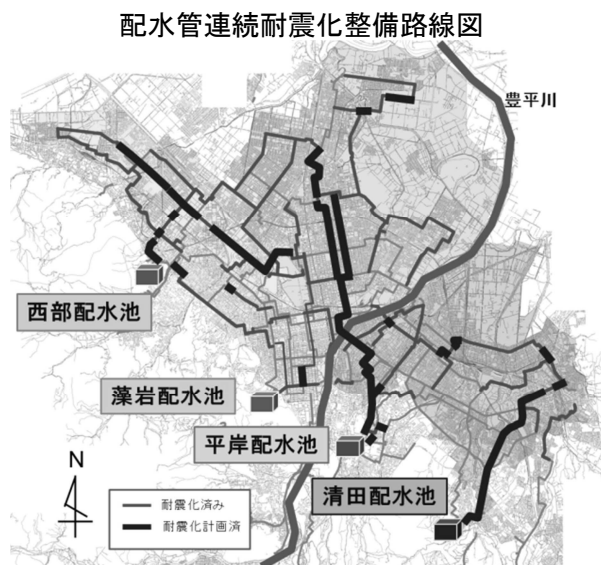 配水管連続耐震化整備路線図
豊平川
西部配水池
藻岩配水池
平岸配水池
清田配水池
N
耐震化済み
耐震化計画済